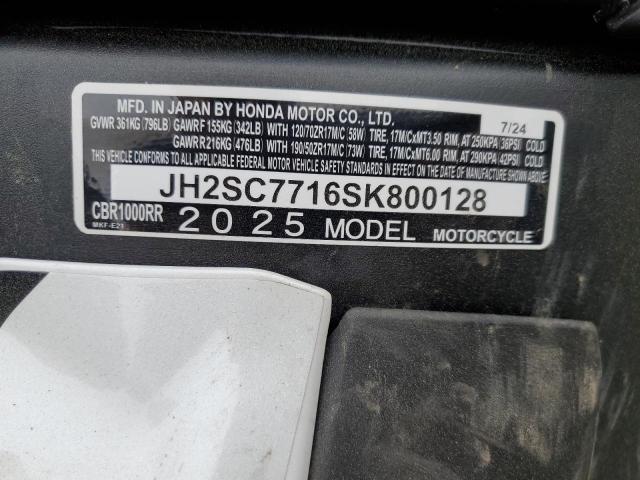 MFD. IN JAPAN BY HONDA MOTOR CO., LTD. 7/24
GVWR 361KG (796LB) GAWR F 155KG (342LB) WITH 120/70ZR17M/C (58W) TIRE, 17M/CxMT3.50 RIM, AT 250KPA (36PSI) COLD
GAWR R 216KG (476LB) WITH 190/50ZR17M/C (73W) TIRE, 17M/CxMT6.00 RIM, AT 290KPA (42PSI) COLD
THIS VEHICLE CONFORMS TO ALL APPLICABLE U.S. FEDERAL MOTOR VEHICLE SAFETY STANDARDS IN EFFECT ON THE DATE OF MANUFACTURE SHOWN ABOVE.
JH2SC7716SK800128
CBR1000RR 2025 MODEL MOTORCYCLE
MKF-E21